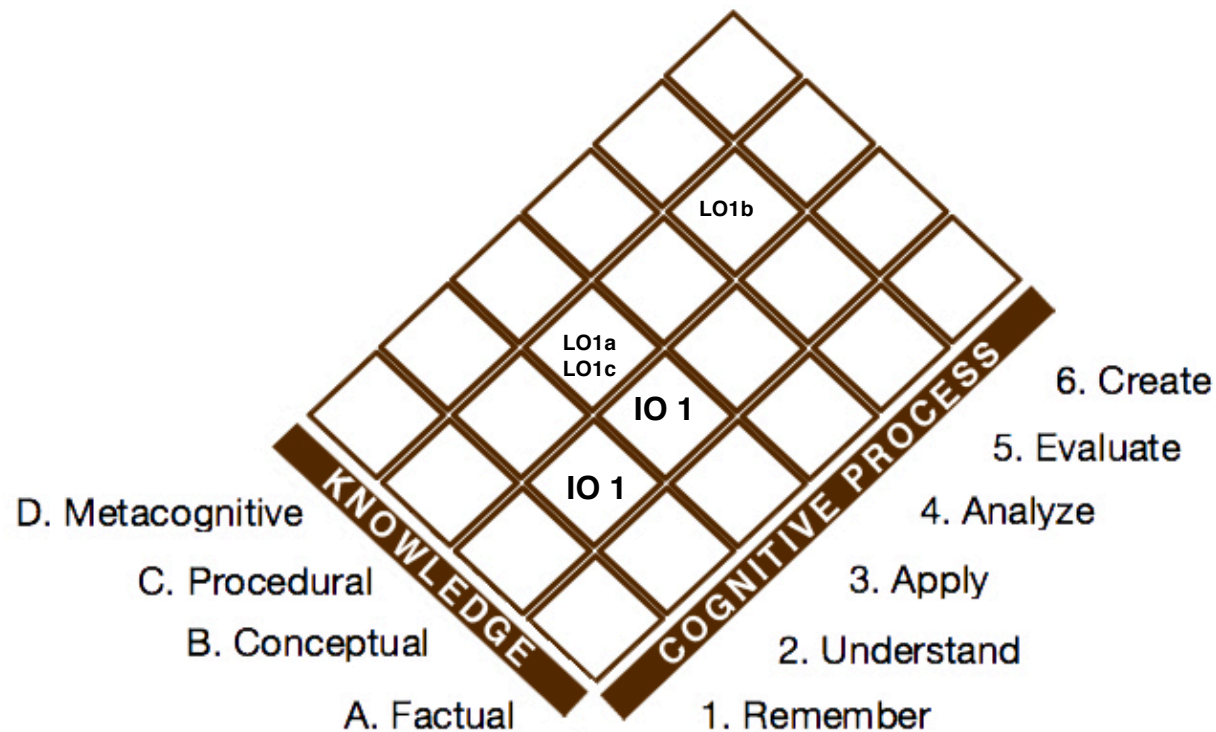 LO1b
LO1a
LO1c
IO 1
IO 1
KNOWLEDGE
COGNITIVE PROCESS
D. Metacognitive
C. Procedural
B. Conceptual
A. Factual
6. Create
5. Evaluate
4. Analyze
3. Apply
2. Understand
1. Remember